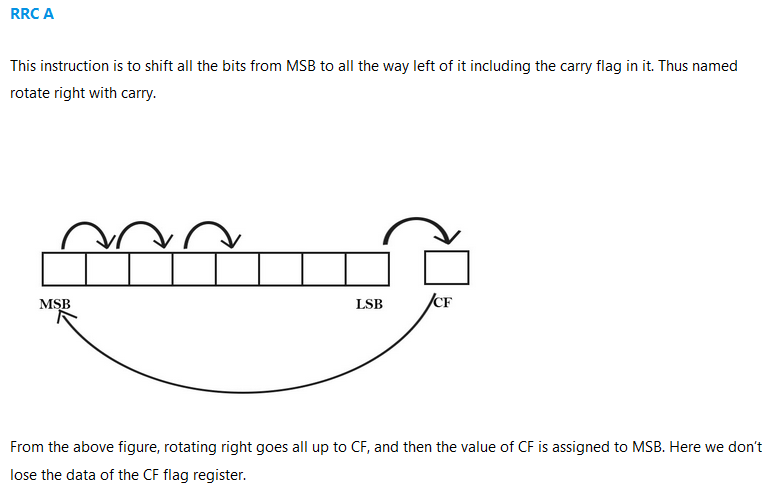 RRC A
This instruction is to shift all the bits from MSB to all the way left of it including the carry flag in it. Thus named
rotate right with carry.
MSB
LSB
CF
From the above figure, rotating right goes all up to CF, and then the value of CF is assigned to MSB. Here we don’t
lose the data of the CF flag register.